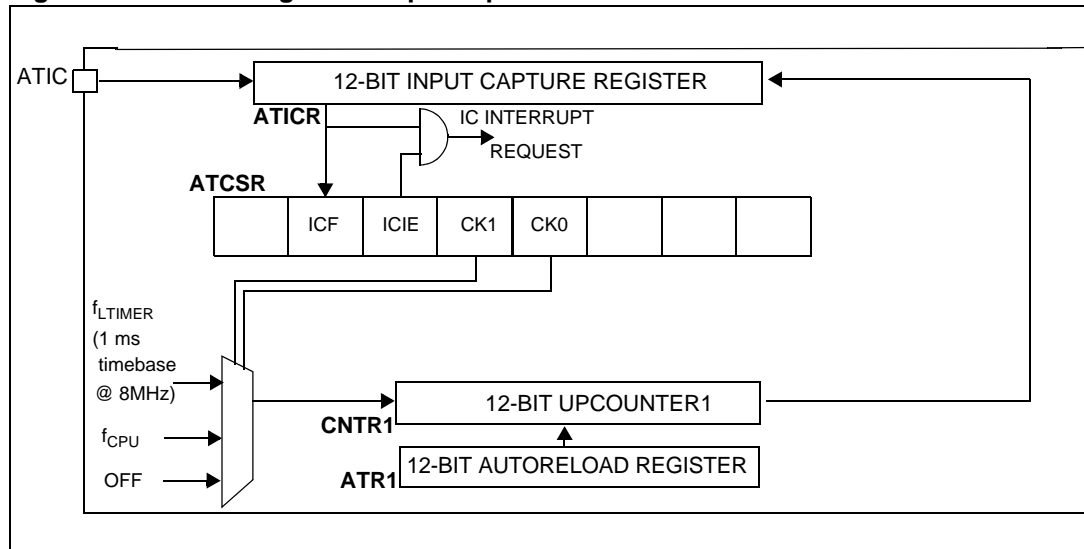 ATIC
12-BIT INPUT CAPTURE REGISTER
ATICR
IC INTERRUPT
REQUEST
ATCSR
ICF
ICIE
CK1
CK0
fLTIMER
(1 ms
timebase
@ 8MHz)
fCPU
OFF
12-BIT UPCOUNTER1
CNTR1
12-BIT AUTORELOAD REGISTER
ATR1